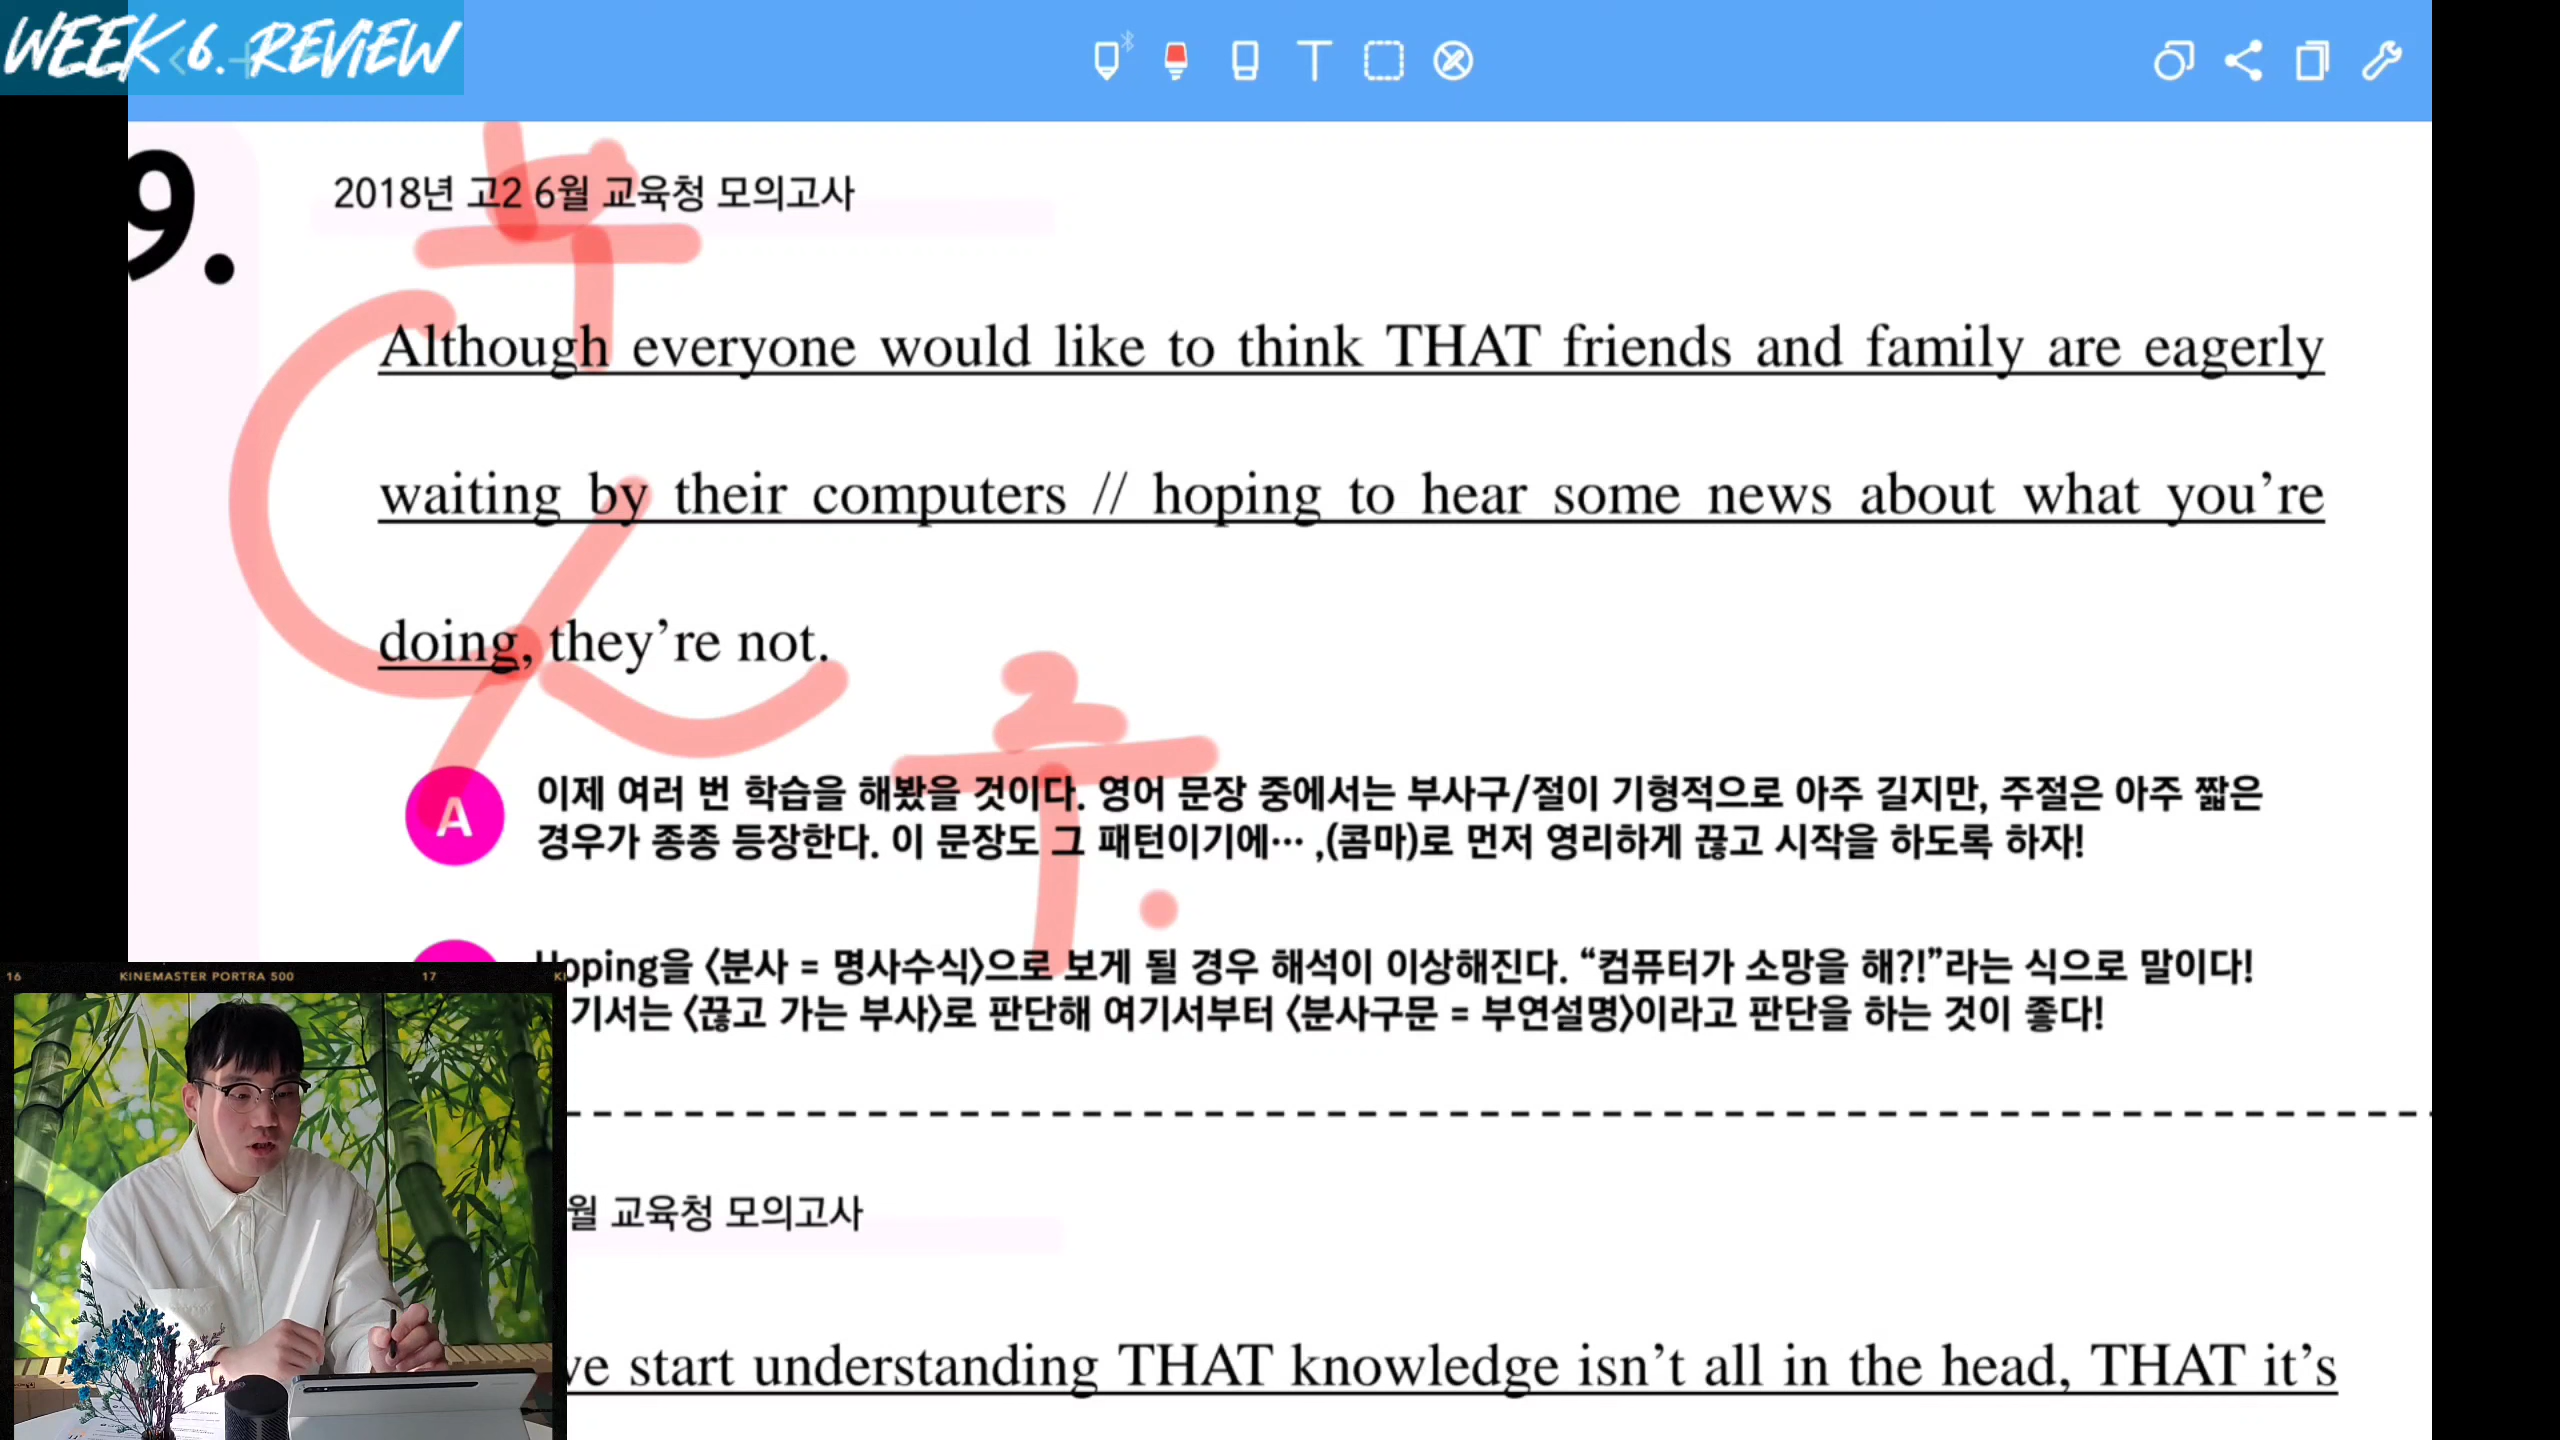 WEEK 6. REVIEW
9.
2018년 고2 6월 교육청 모의고사
부
Although everyone would like to think THAT friends and family are eagerly
waiting by their computers // hoping to hear some news about what you’re
doing, they’re not.
주.
A
이제 여러 번 학습을 해봤을 것이다. 영어 문장 중에서는 부사구/절이 기형적으로 아주 길지만, 주절은 아주 짧은
경우가 종종 등장한다. 이 문장도 그 패턴이기에… ,(콤마)로 먼저 영리하게 끊고 시작을 하도록 하자!
Hoping을 〈분사 = 명사수식〉으로 보게 될 경우 해석이 이상해진다. “컴퓨터가 소망을 해?!”라는 식으로 말이다!
기서는 〈끊고 가는 부사〉로 판단해 여기서부터 〈분사구문 = 부연설명〉이라고 판단을 하는 것이 좋다!
16 KINEMASTER PORTRA 500 17
월 교육청 모의고사
ve start understanding THAT knowledge isn’t all in the head, THAT it’s